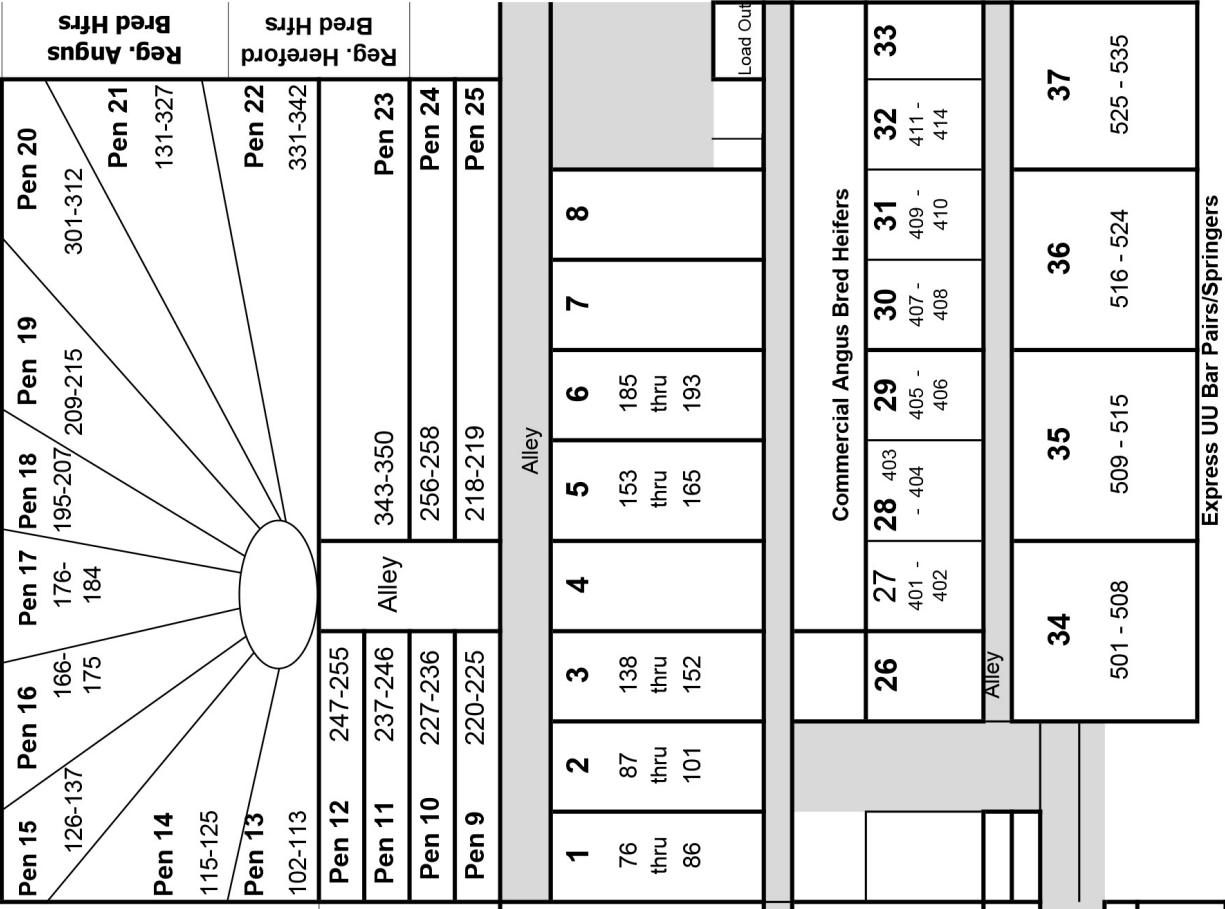 Reg. Angus
Bred Hfrs
Reg. Hereford
Bred Hfrs
Pen 20
301-312
Pen 21
131-327
Pen 22
331-342
Pen 19
209-215
Pen 18
195-207
Pen 17
176-
184
Pen 16
166-
175
Pen 15
126-137
Pen 14
115-125
Pen 13
102-113
Pen 23
343-350
Pen 24
256-258
Pen 25
218-219
Alley
Pen 12 247-255
Pen 11 237-246
Pen 10 227-236
Pen 9 220-225
Alley
Load Out
8
7
6
185
thru
193
5
153
thru
165
4
3
138
thru
152
2
87
thru
101
1
76
thru
86
Commercial Angus Bred Heifers
33
32
411 -
414
31
409 -
410
30
407 -
408
29
405 -
406
28 403
- 404
27
401 -
402
26
Alley
37
525 - 535
36
516 - 524
35
509 - 515
34
501 - 508
Express UU Bar Pairs/Springers